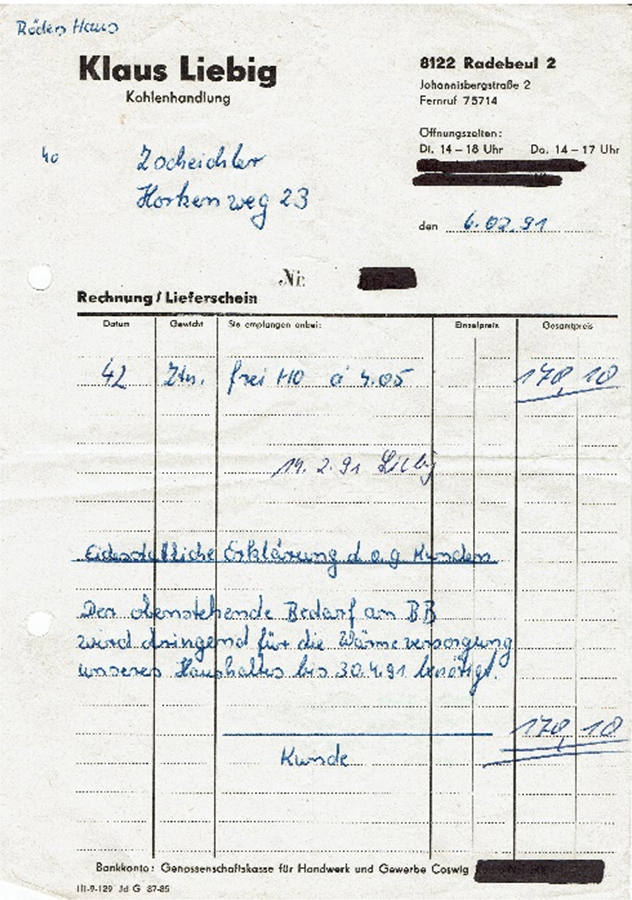 Röders Haus
Klaus Liebig
Kohlenhandlung
8122 Radebeul 2
Johannisbergstraße 2
Fernruf 75714
Öffnungszeiten:
Di. 14 – 18 Uhr Do. 14 – 17 Uhr
40 Zscheichler
Horkenweg 23
den 6.02.91
Nr.
Rechnung / Lieferschein
Datum Gewicht Sie empfangen anbei: Einzelpreis Gesamtpreis
42 Ztn. frei HO á 4.05 170,10
19. 2. 91 Liebig
Eidesstattliche Erklärung d. o. g Kunden
Der obenstehende Bedarf an BB
wird dringend für die Wärmeversorgung
unseres Haushaltes bis 30.4.91 benötigt.
170,10
Kunde
Bankkonto: Genossenschaftskasse für Handwerk und Gewerbe Coswig
III-9-129 Jd G 87-85